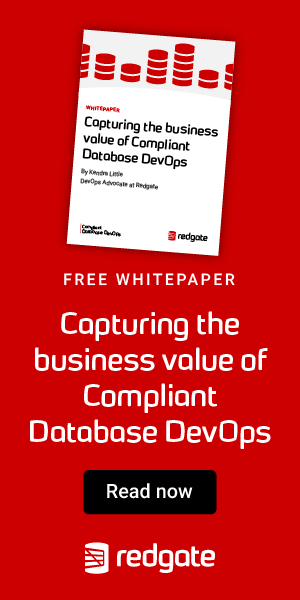 WHITEPAPER
Capturing the business
value of Compliant
Database DevOps
By Kendra Little
DevOps Advocate at Redgate
Compliant
Database DevOps
redgate
FREE WHITEPAPER
Capturing the
business value of
Compliant
Database DevOps
Read now
redgate